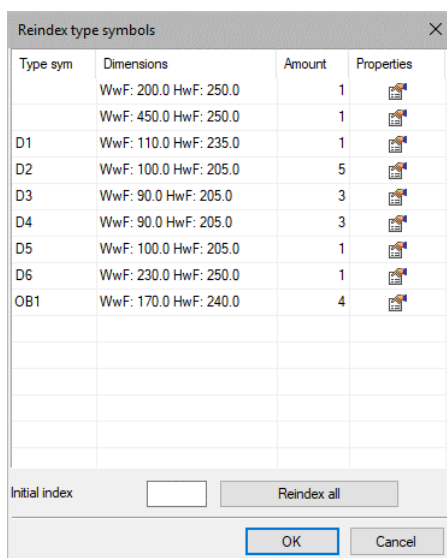 Reindex type symbols
Type sym Dimensions Amount Properties
WwF: 200.0 HwF: 250.0 1
WwF: 450.0 HwF: 250.0 1
D1 WwF: 110.0 HwF: 235.0 1
D2 WwF: 100.0 HwF: 205.0 5
D3 WwF: 90.0 HwF: 205.0 3
D4 WwF: 90.0 HwF: 205.0 3
D5 WwF: 100.0 HwF: 205.0 1
D6 WwF: 230.0 HwF: 250.0 1
OB1 WwF: 170.0 HwF: 240.0 4
Initial index Reindex all
OK Cancel